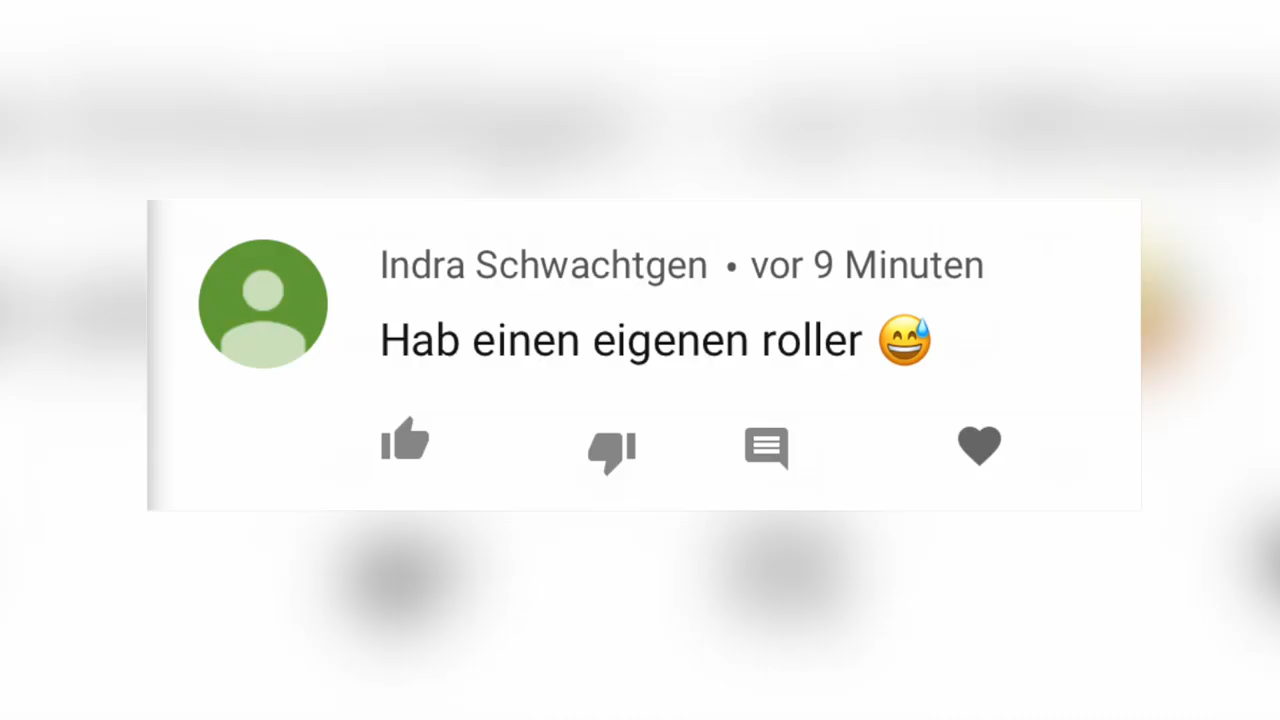 Indra Schwachtgen • vor 9 Minuten
Hab einen eigenen roller 😅